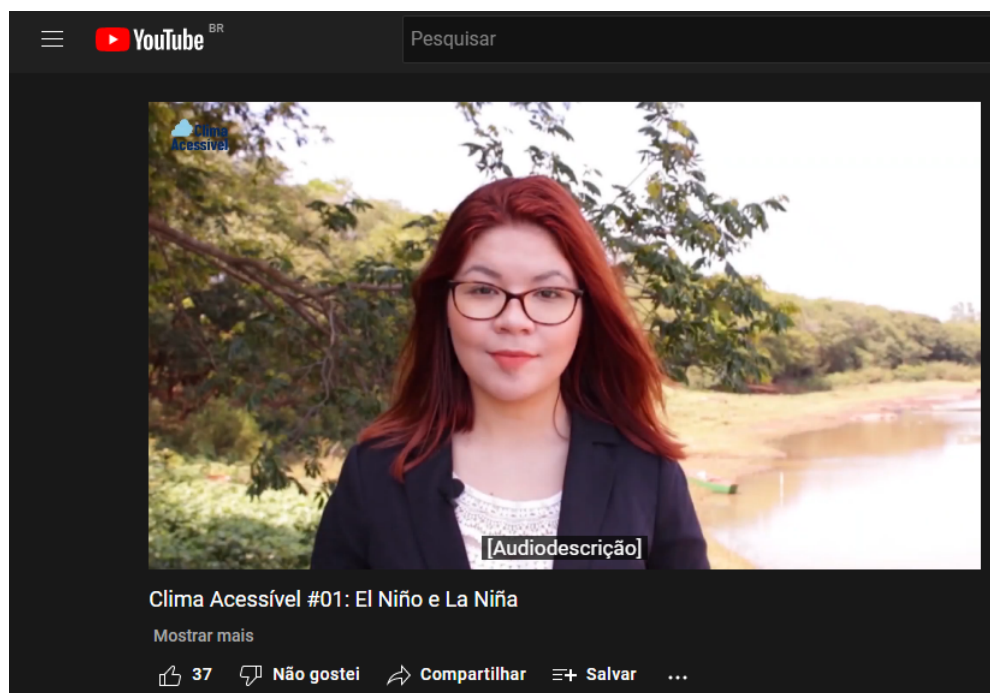 YouTube BR
Pesquisar
Clima
Acessível
[Audiodescrição]
Clima Acessível #01: El Niño e La Niña
Mostrar mais
37 Não gostei Compartilhar Salvar ...